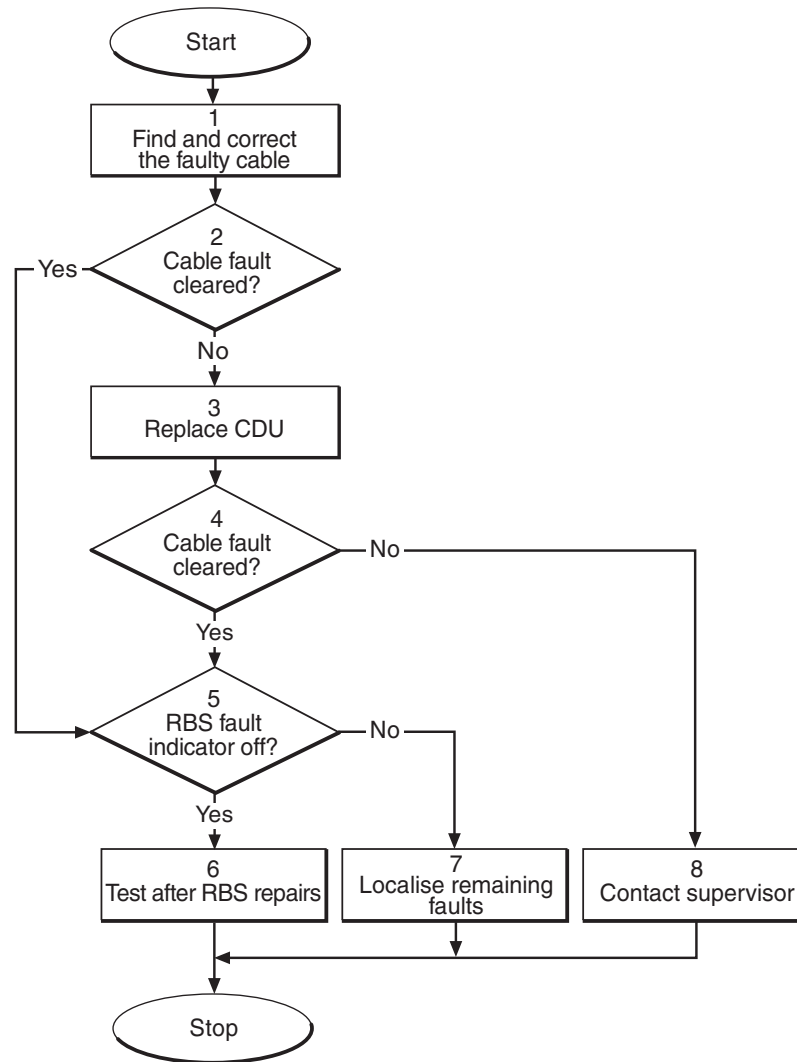 Start
1
Find and correct
the faulty cable
2
Cable fault
cleared?
Yes
No
3
Replace CDU
4
Cable fault
cleared?
No
Yes
5
RBS fault
indicator off?
No
Yes
6
Test after RBS repairs
7
Localise remaining
faults
8
Contact supervisor
Stop